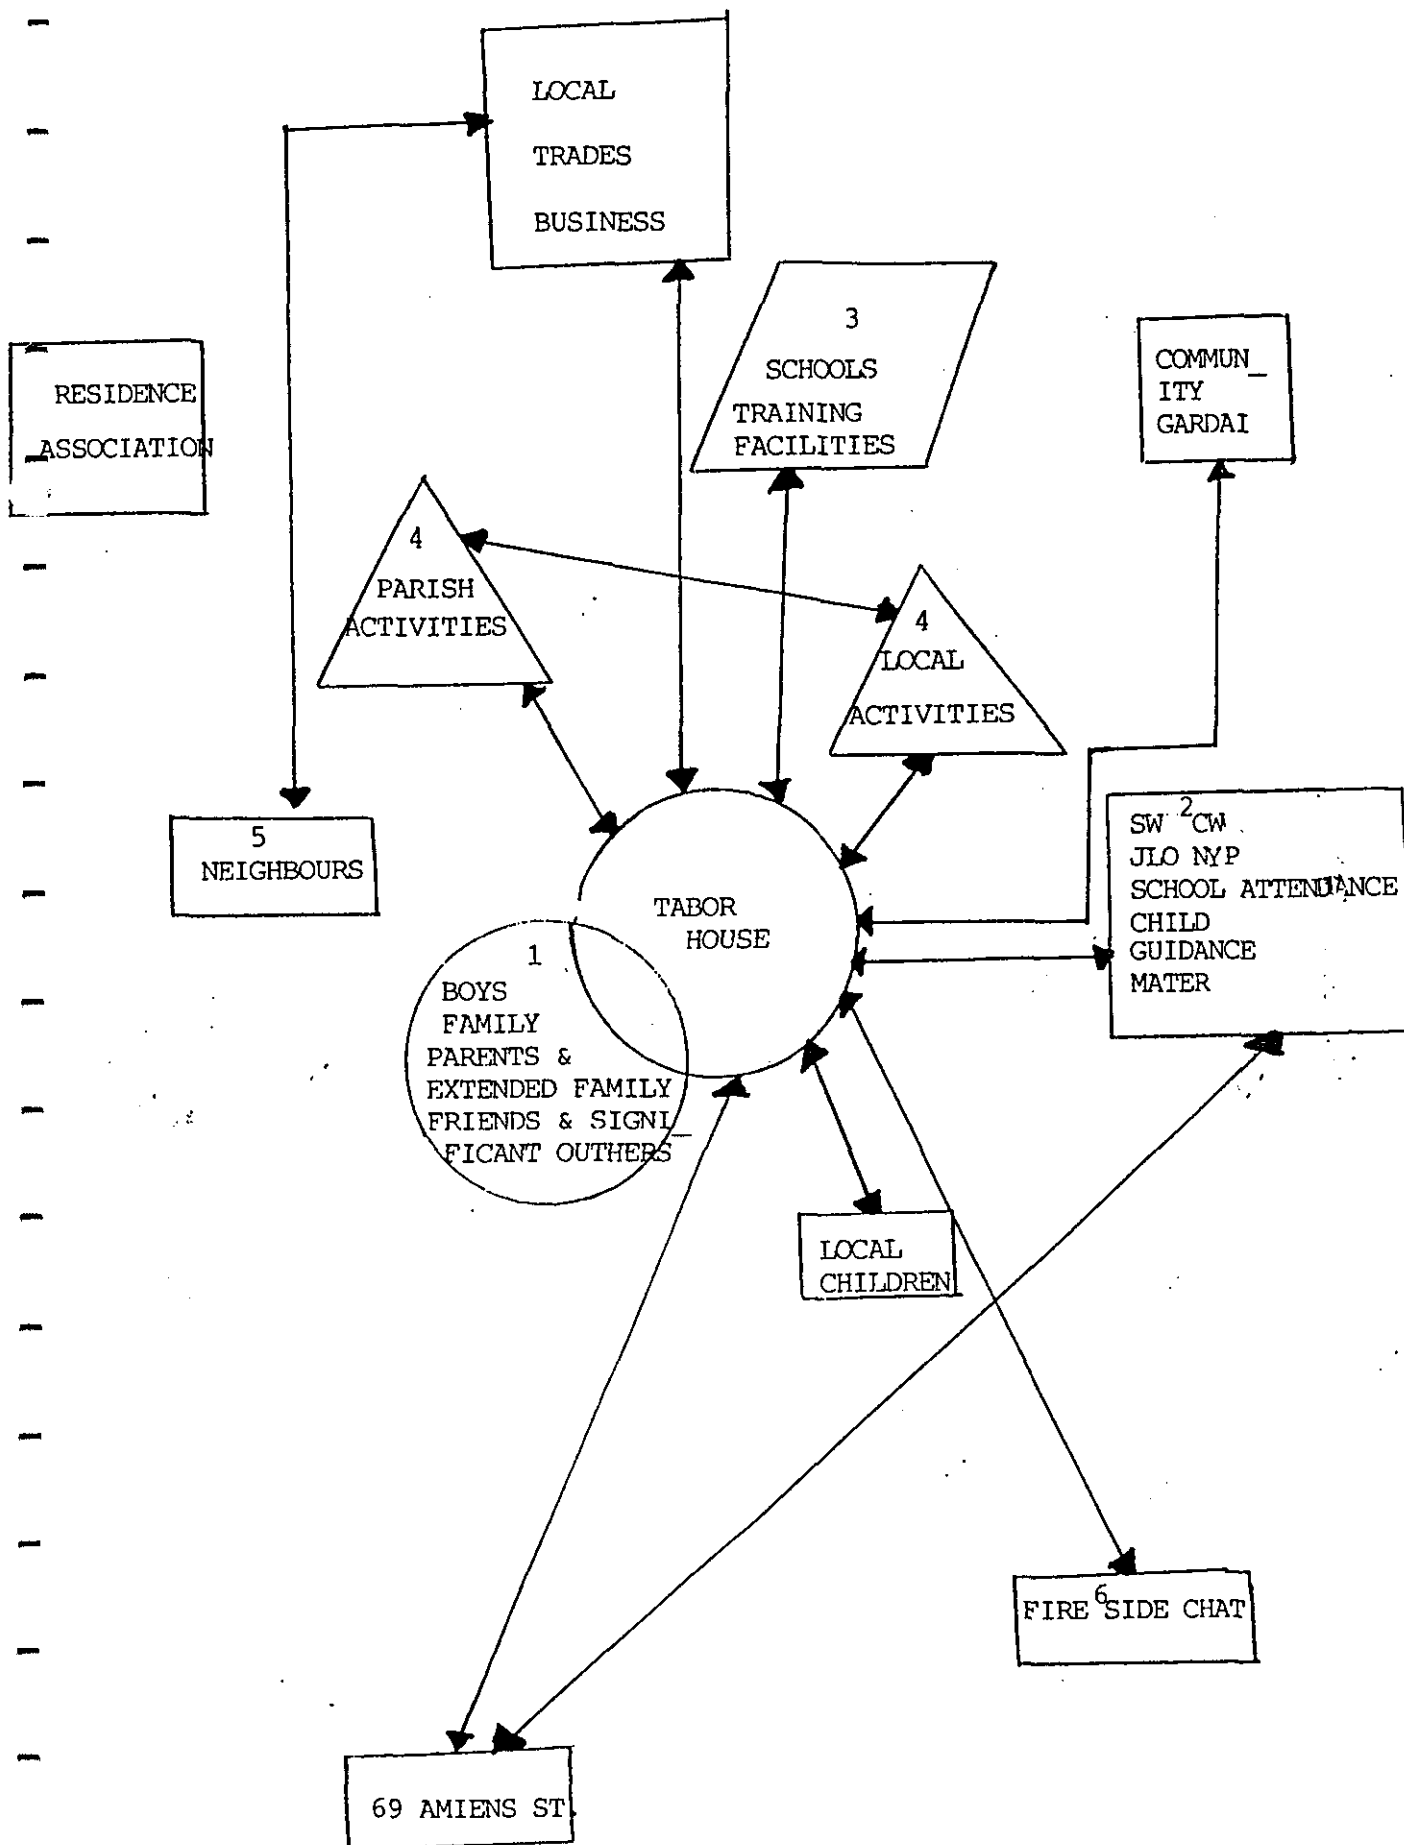 LOCAL
TRADES
BUSINESS
3
SCHOOLS
TRAINING
FACILITIES
COMMUN_
ITY
GARDAI
RESIDENCE
ASSOCIATION
4
PARISH
ACTIVITIES
4
LOCAL
ACTIVITIES
5
NEIGHBOURS
2
SW CW
JLO NYP
SCHOOL ATTENDANCE
CHILD
GUIDANCE
MATER
TABOR
HOUSE
1
BOYS
FAMILY
PARENTS &
EXTENDED FAMILY
FRIENDS & SIGNI_
FICANT OUTHERS
LOCAL
CHILDREN
6
FIRE SIDE CHAT
69 AMIENS ST.